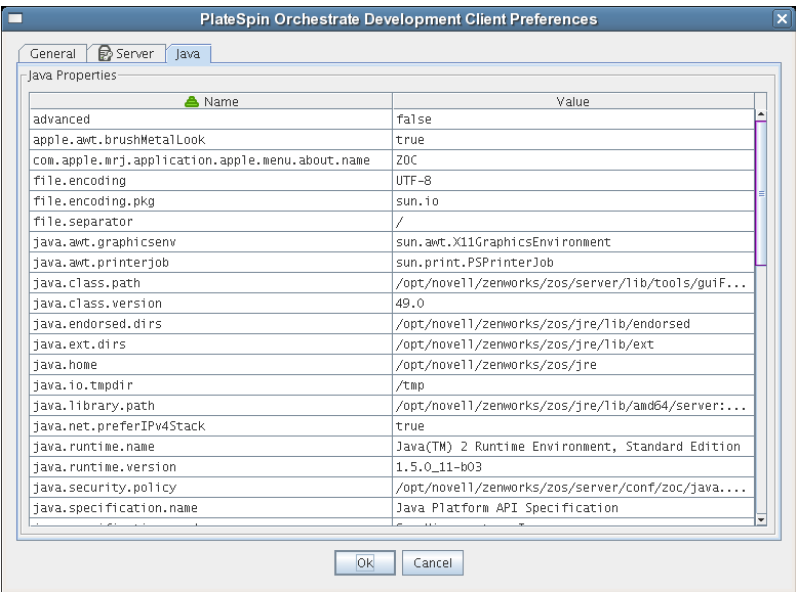 PlateSpin Orchestrate Development Client Preferences
General Server Java
Java Properties
Name Value
advanced false
apple.awt.brushMetalLook true
com.apple.mrj.application.apple.menu.about.name ZOC
file.encoding UTF-8
file.encoding.pkg sun.io
file.separator /
java.awt.graphicsenv sun.awt.X11GraphicsEnvironment
java.awt.printerjob sun.print.PSPrinterJob
java.class.path /opt/novell/zenworks/zos/server/lib/tools/guiF...
java.class.version 49.0
java.endorsed.dirs /opt/novell/zenworks/zos/jre/lib/endorsed
java.ext.dirs /opt/novell/zenworks/zos/jre/lib/ext
java.home /opt/novell/zenworks/zos/jre
java.io.tmpdir /tmp
java.library.path /opt/novell/zenworks/zos/jre/lib/amd64/server:...
java.net.preferIPv4Stack true
java.runtime.name Java(TM) 2 Runtime Environment, Standard Edition
java.runtime.version 1.5.0_11-b03
java.security.policy /opt/novell/zenworks/zos/server/conf/zoc/java....
java.specification.name Java Platform API Specification
Ok Cancel